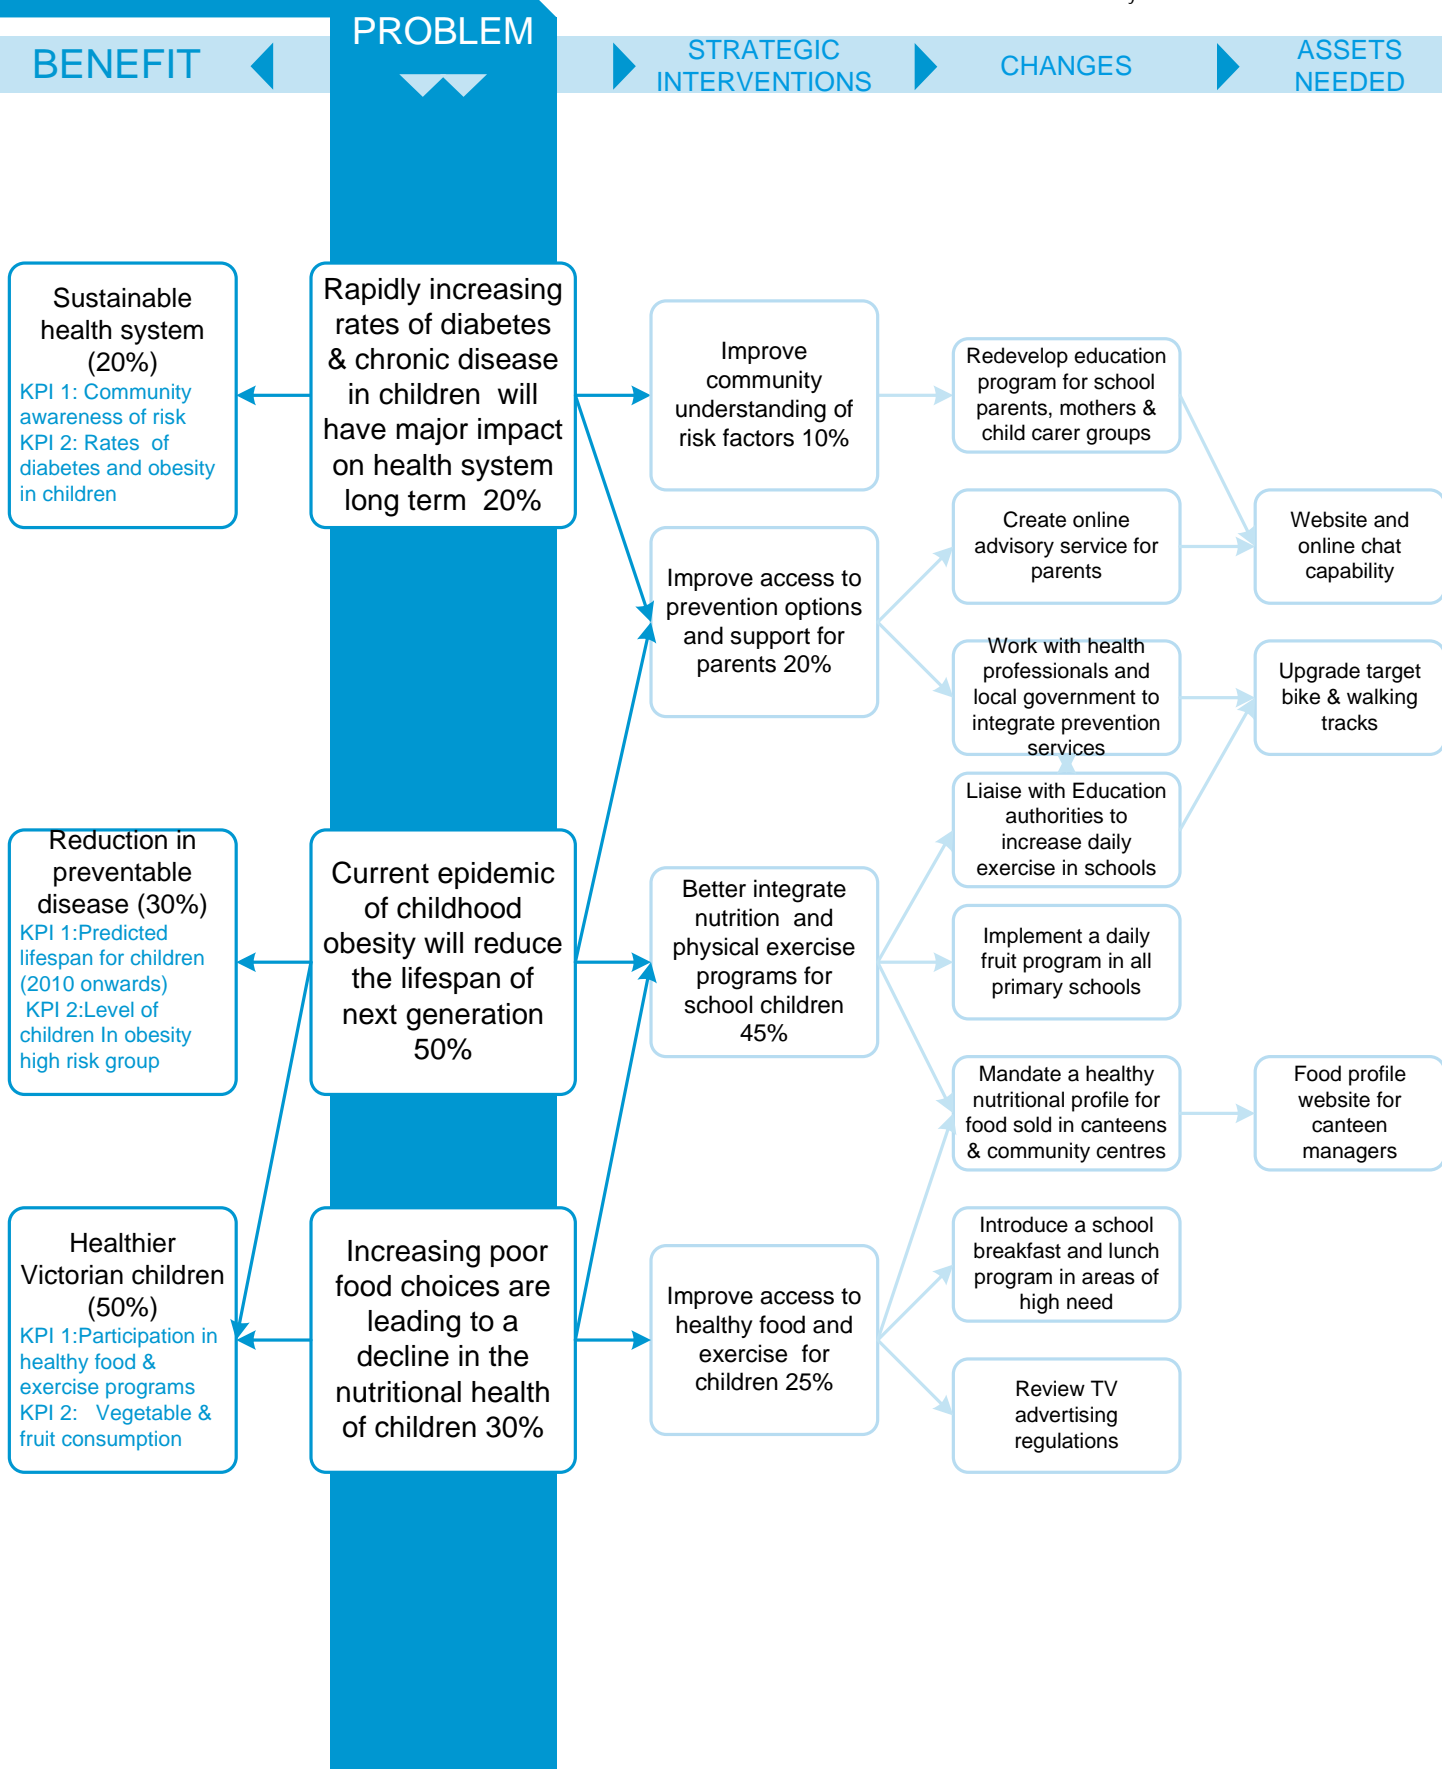 BENEFIT
PROBLEM
STRATEGIC
INTERVENTIONS
CHANGES
ASSETS
NEEDED
Sustainable
health system
(20%)
KPI 1: Community
awareness of risk
KPI 2: Rates of
diabetes and obesity
in children
Rapidly increasing
rates of diabetes
& chronic disease
in children will
have major impact
on health system
long term 20%
Improve
community
understanding of
risk factors 10%
Redevelop education
program for school
parents, mothers &
child carer groups
Create online
advisory service for
parents
Website and
online chat
capability
Improve access to
prevention options
and support for
parents 20%
Work with health
professionals and
local government to
integrate prevention
services
Upgrade target
bike & walking
tracks
Liaise with Education
authorities to
increase daily
exercise in schools
Reduction in
preventable
disease (30%)
KPI 1:Predicted
lifespan for children
(2010 onwards)
KPI 2:Level of
children In obesity
high risk group
Current epidemic
of childhood
obesity will reduce
the lifespan of
next generation
50%
Better integrate
nutrition and
physical exercise
programs for
school children
45%
Implement a daily
fruit program in all
primary schools
Mandate a healthy
nutritional profile for
food sold in canteens
& community centres
Food profile
website for
canteen
managers
Healthier
Victorian children
(50%)
KPI 1:Participation in
healthy food &
exercise programs
KPI 2: Vegetable &
fruit consumption
Increasing poor
food choices are
leading to a
decline in the
nutritional health
of children 30%
Improve access to
healthy food and
exercise for
children 25%
Introduce a school
breakfast and lunch
program in areas of
high need
Review TV
advertising
regulations